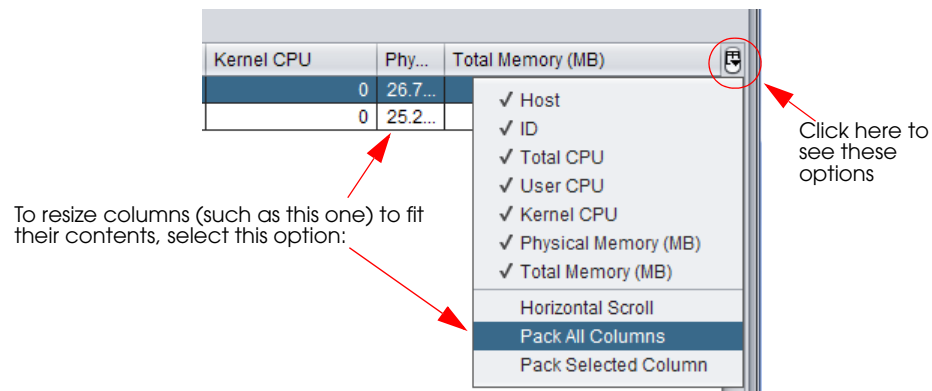 Kernel CPU Phy... Total Memory (MB)
0 26.7...
0 25.2...
✓ Host
✓ ID
✓ Total CPU
✓ User CPU
✓ Kernel CPU
✓ Physical Memory (MB)
✓ Total Memory (MB)
Horizontal Scroll
Pack All Columns
Pack Selected Column
Click here to
see these
options
To resize columns (such as this one) to fit
their contents, select this option: